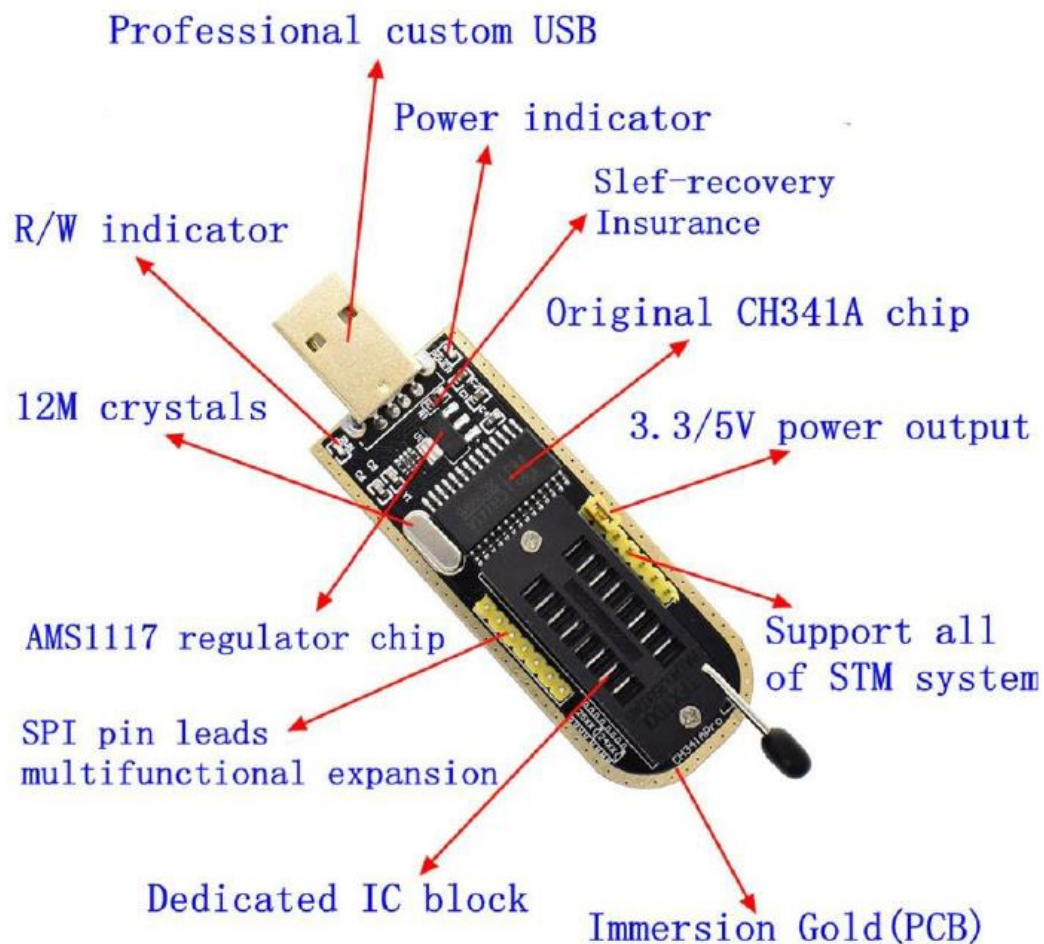 Professional custom USB
Power indicator
Slef-recovery
Insurance
R/W indicator
Original CH341A chip
12M crystals
3.3/5V power output
AMS1117 regulator chip
Support all
of STM system
SPI pin leads
multifunctional expansion
CH341APro
Dedicated IC block
Immersion Gold(PCB)